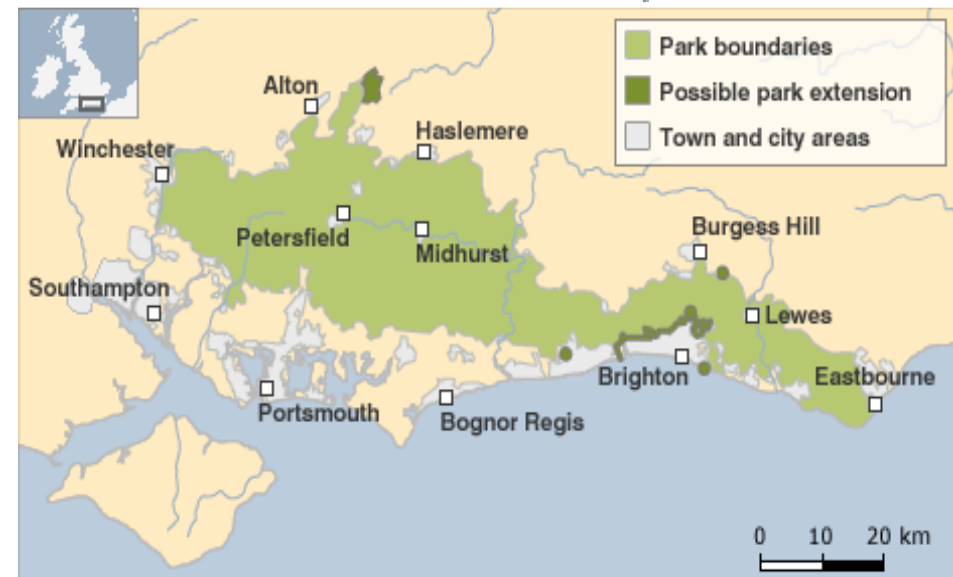 Park boundaries
Possible park extension
Town and city areas
Alton
Haslemere
Winchester
Petersfield
Midhurst
Burgess Hill
Southampton
Lewes
Brighton
Eastbourne
Portsmouth
Bognor Regis
0 10 20 km